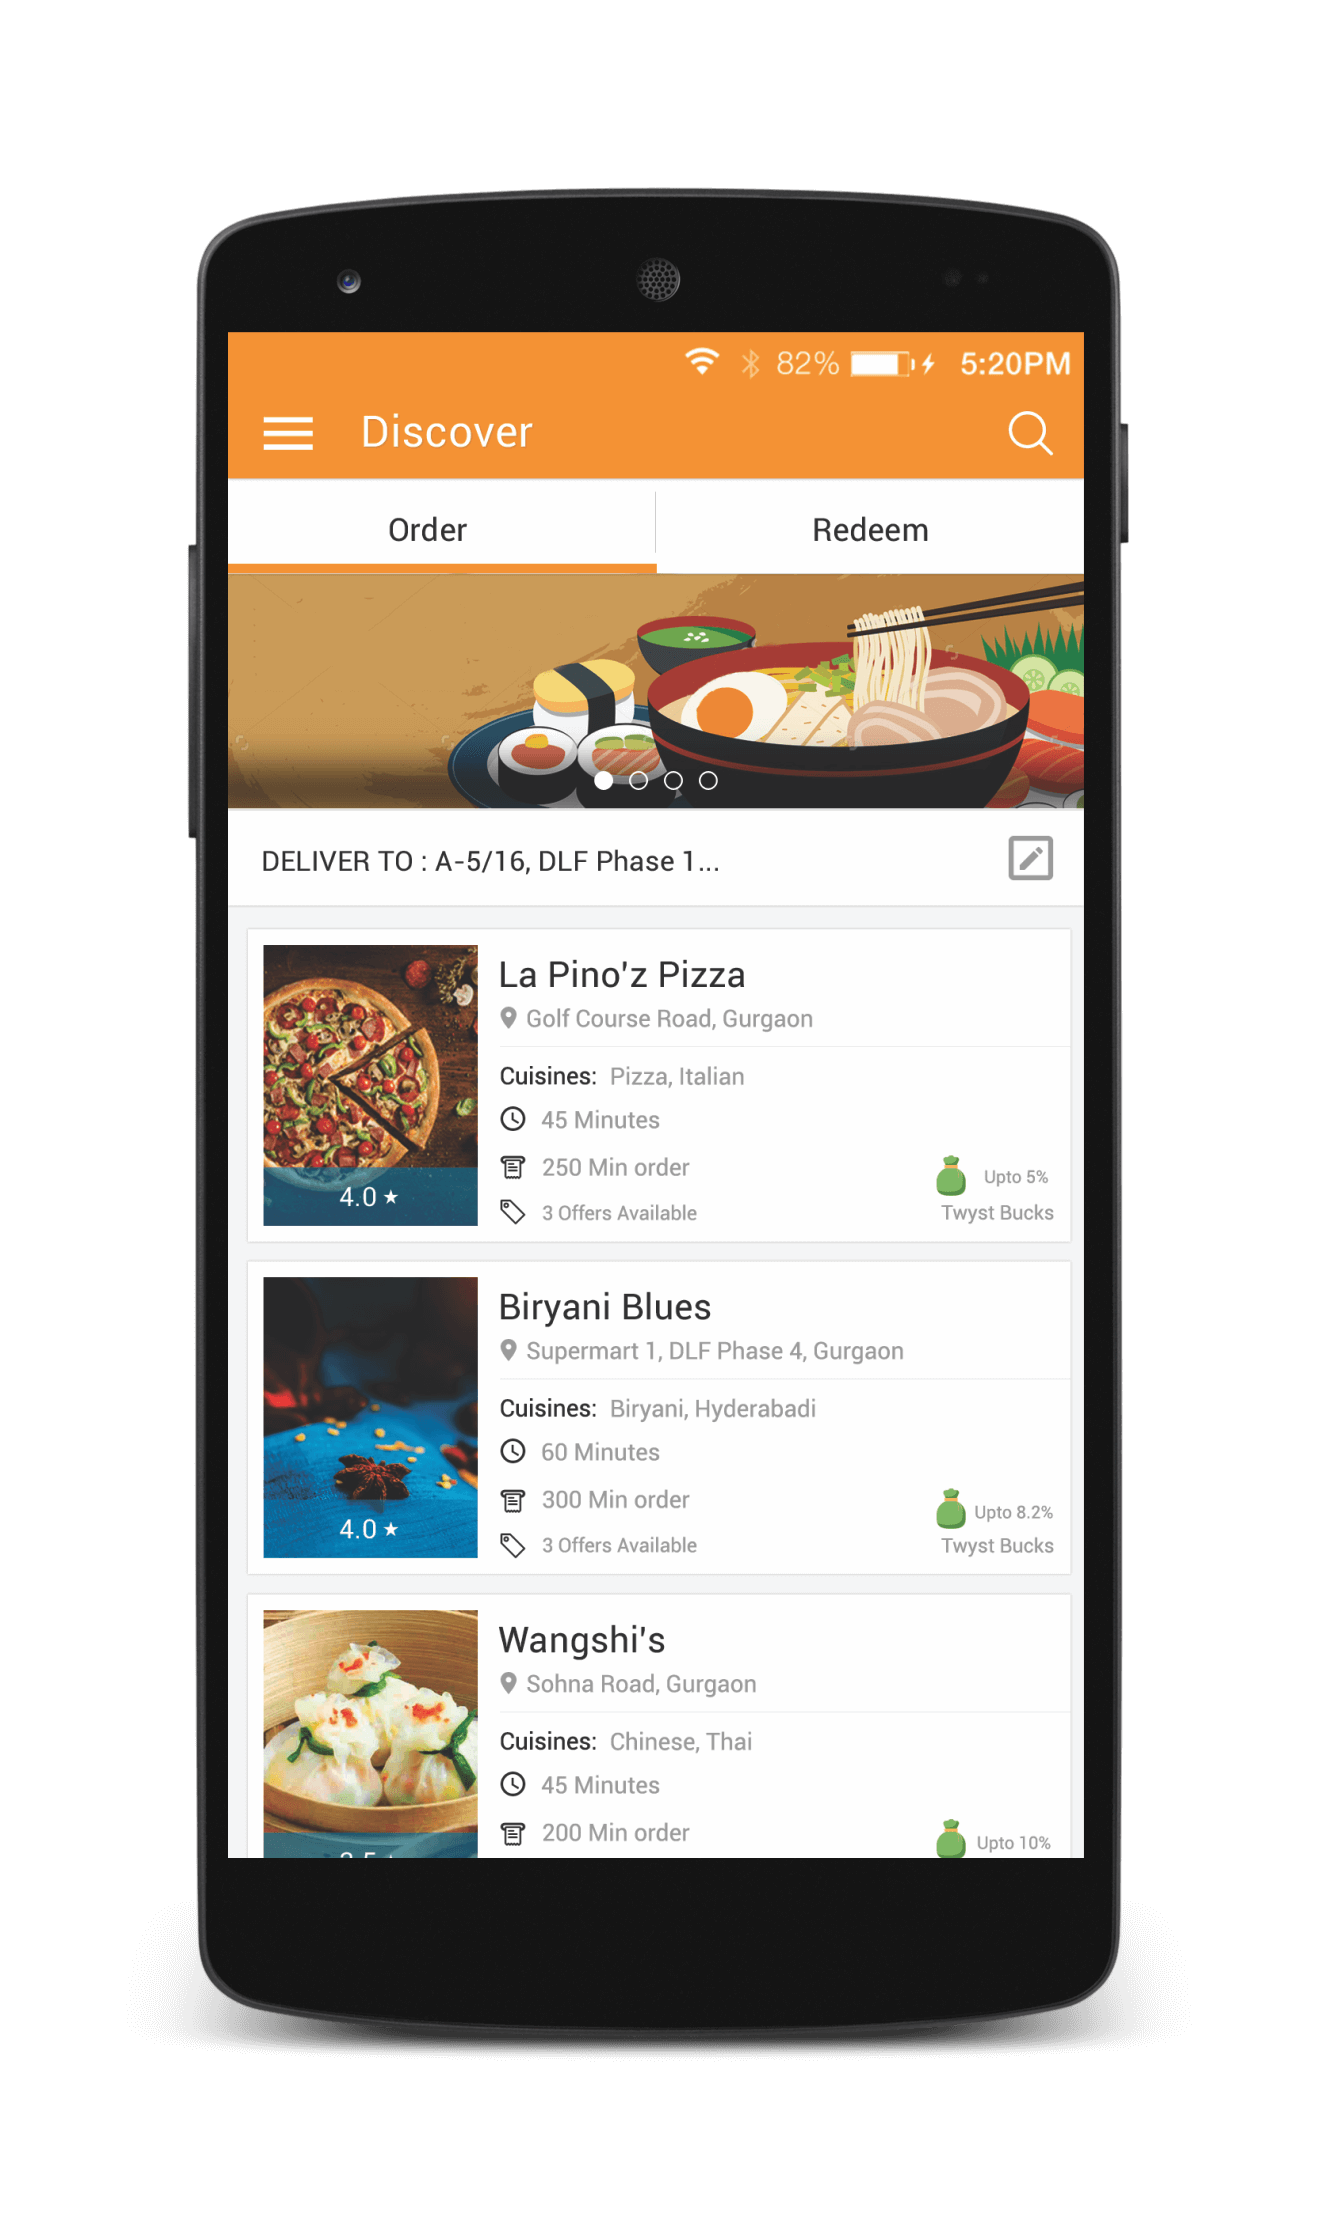 82% 5:20PM
Discover
Order Redeem
DELIVER TO : A-5/16, DLF Phase 1...
La Pino'z Pizza
Golf Course Road, Gurgaon
Cuisines: Pizza, Italian
45 Minutes
250 Min order
3 Offers Available
4.0 ★
Upto 5%
Twyst Bucks
Biryani Blues
Supermart 1, DLF Phase 4, Gurgaon
Cuisines: Biryani, Hyderabadi
60 Minutes
300 Min order
3 Offers Available
4.0 ★
Upto 8.2%
Twyst Bucks
Wangshi's
Sohna Road, Gurgaon
Cuisines: Chinese, Thai
45 Minutes
200 Min order
Upto 10%